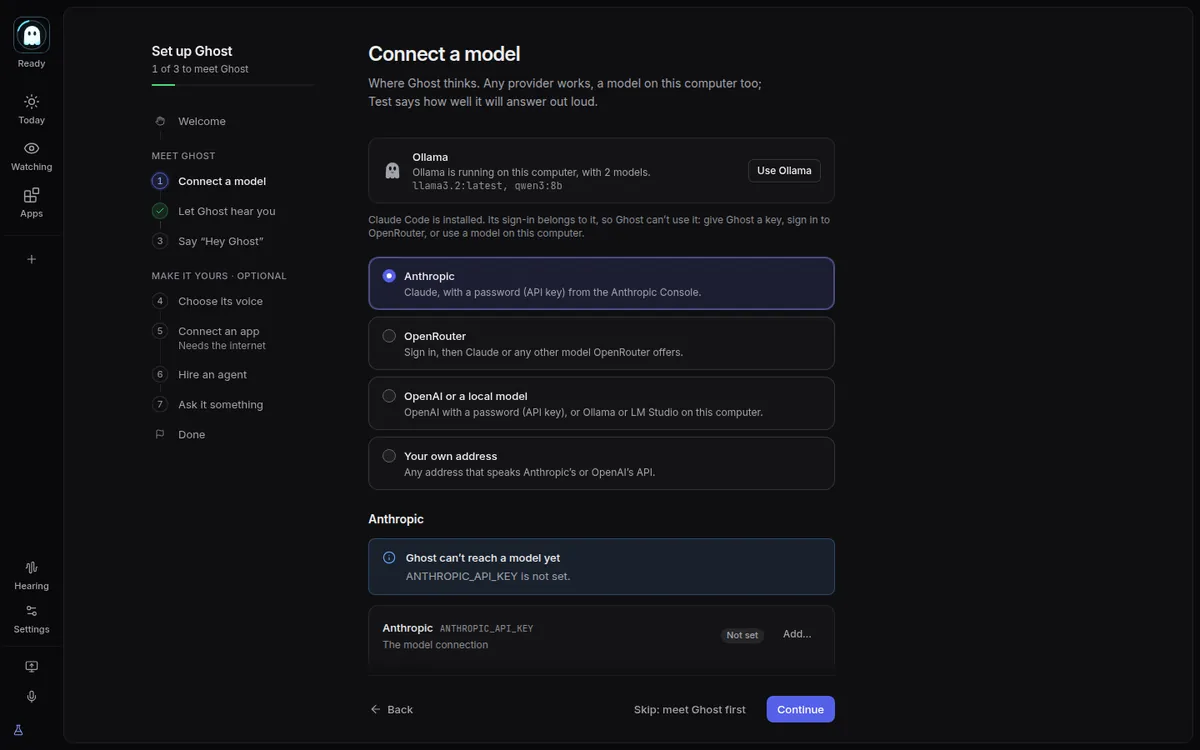 Ready
Today
Watching
Apps
Hearing
Settings
Set up Ghost
1 of 3 to meet Ghost
Welcome
MEET GHOST
1 Connect a model
Let Ghost hear you
3 Say “Hey Ghost”
MAKE IT YOURS · OPTIONAL
4 Choose its voice
5 Connect an app
Needs the internet
6 Hire an agent
7 Ask it something
Done
Connect a model
Where Ghost thinks. Any provider works, a model on this computer too;
Test says how well it will answer out loud.
Ollama
Ollama is running on this computer, with 2 models.
llama3.2:latest, qwen3:8b
Use Ollama
Claude Code is installed. Its sign-in belongs to it, so Ghost can’t use it: give Ghost a key, sign in to
OpenRouter, or use a model on this computer.
Anthropic
Claude, with a password (API key) from the Anthropic Console.
OpenRouter
Sign in, then Claude or any other model OpenRouter offers.
OpenAI or a local model
OpenAI with a password (API key), or Ollama or LM Studio on this computer.
Your own address
Any address that speaks Anthropic’s or OpenAI’s API.
Anthropic
Ghost can’t reach a model yet
ANTHROPIC_API_KEY is not set.
Anthropic ANTHROPIC_API_KEY
The model connection
Not set
Add...
Back
Skip: meet Ghost first
Continue